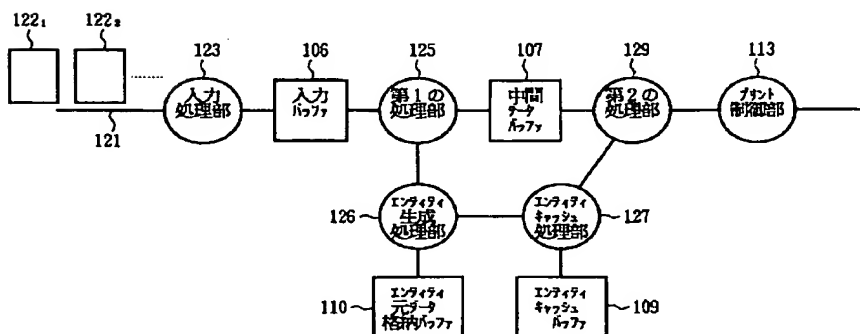 122₁ 122₂
123 106 125 107 129 113
入力
処理部
入力
バッファ
第1の
処理部
中間
データ
バッファ
第2の
処理部
プリント
制御部
121
126
エンティティ
生成
処理部
エンティティ
キャッシュ
処理部
127
110
エンティティ
元データ
格納バッファ
エンティティ
キャッシュ
バッファ
109